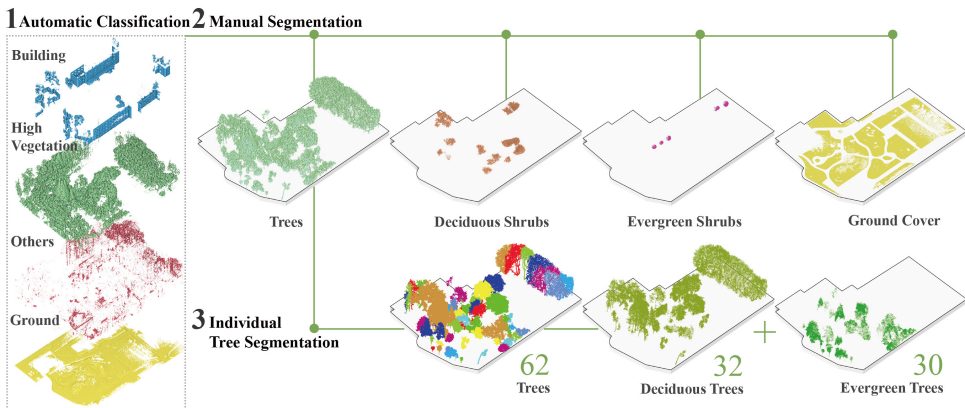 1 Automatic Classification
Building
High
Vegetation
Others
Ground
2 Manual Segmentation
Trees
Deciduous Shrubs
Evergreen Shrubs
Ground Cover
3 Individual
Tree Segmentation
62
Trees
32
Deciduous Trees
+
30
Evergreen Trees